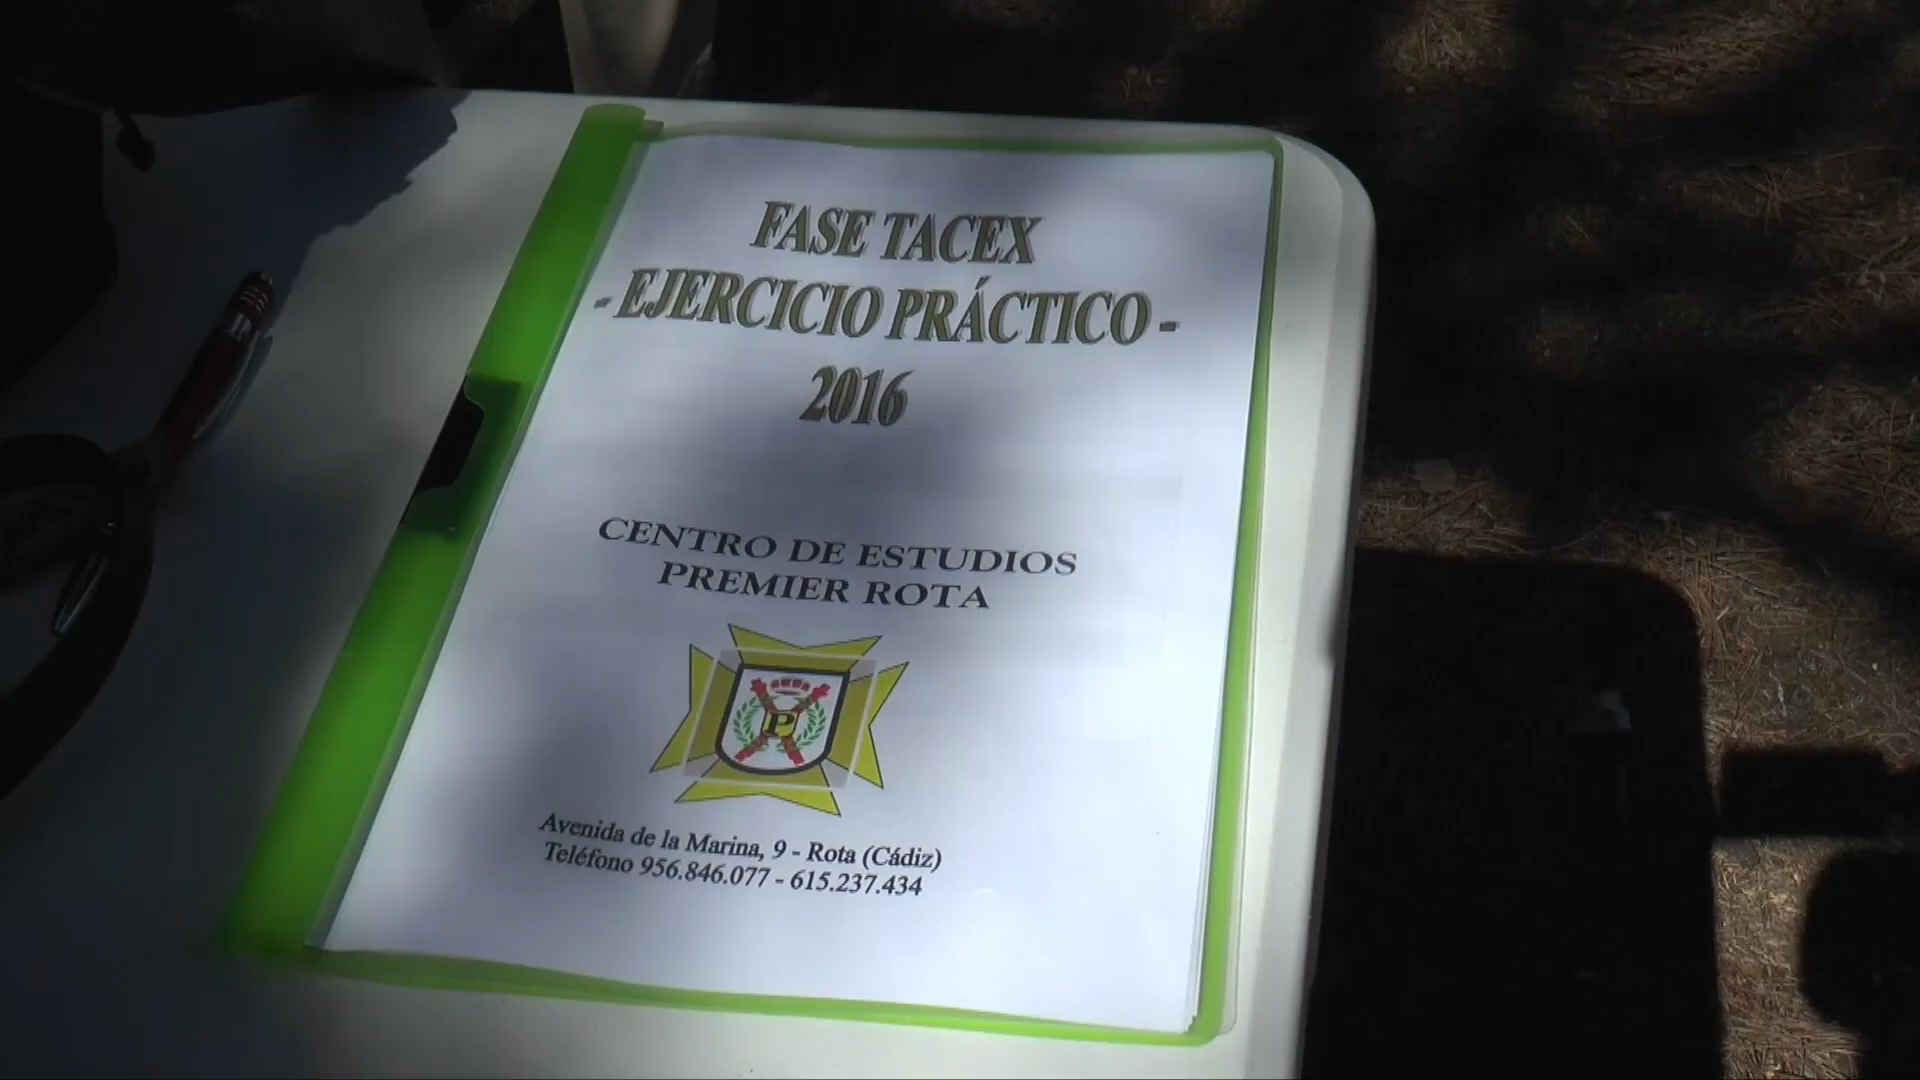 FASE TACEX
- EJERCICIO PRÁCTICO -
2016
CENTRO DE ESTUDIOS
PREMIER ROTA
P
Avenida de la Marina, 9 - Rota (Cádiz)
Teléfono 956.846.077 - 615.237.434